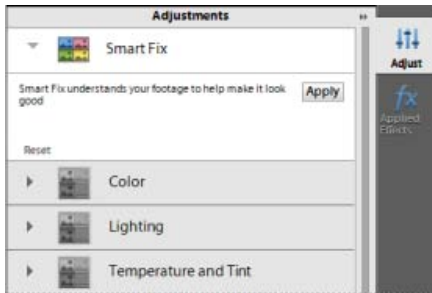 Adjustments
Smart Fix
Smart Fix understands your footage to help make it look
good
Apply
Reset
Color
Lighting
Temperature and Tint
Adjust
fx
Applied
Effects